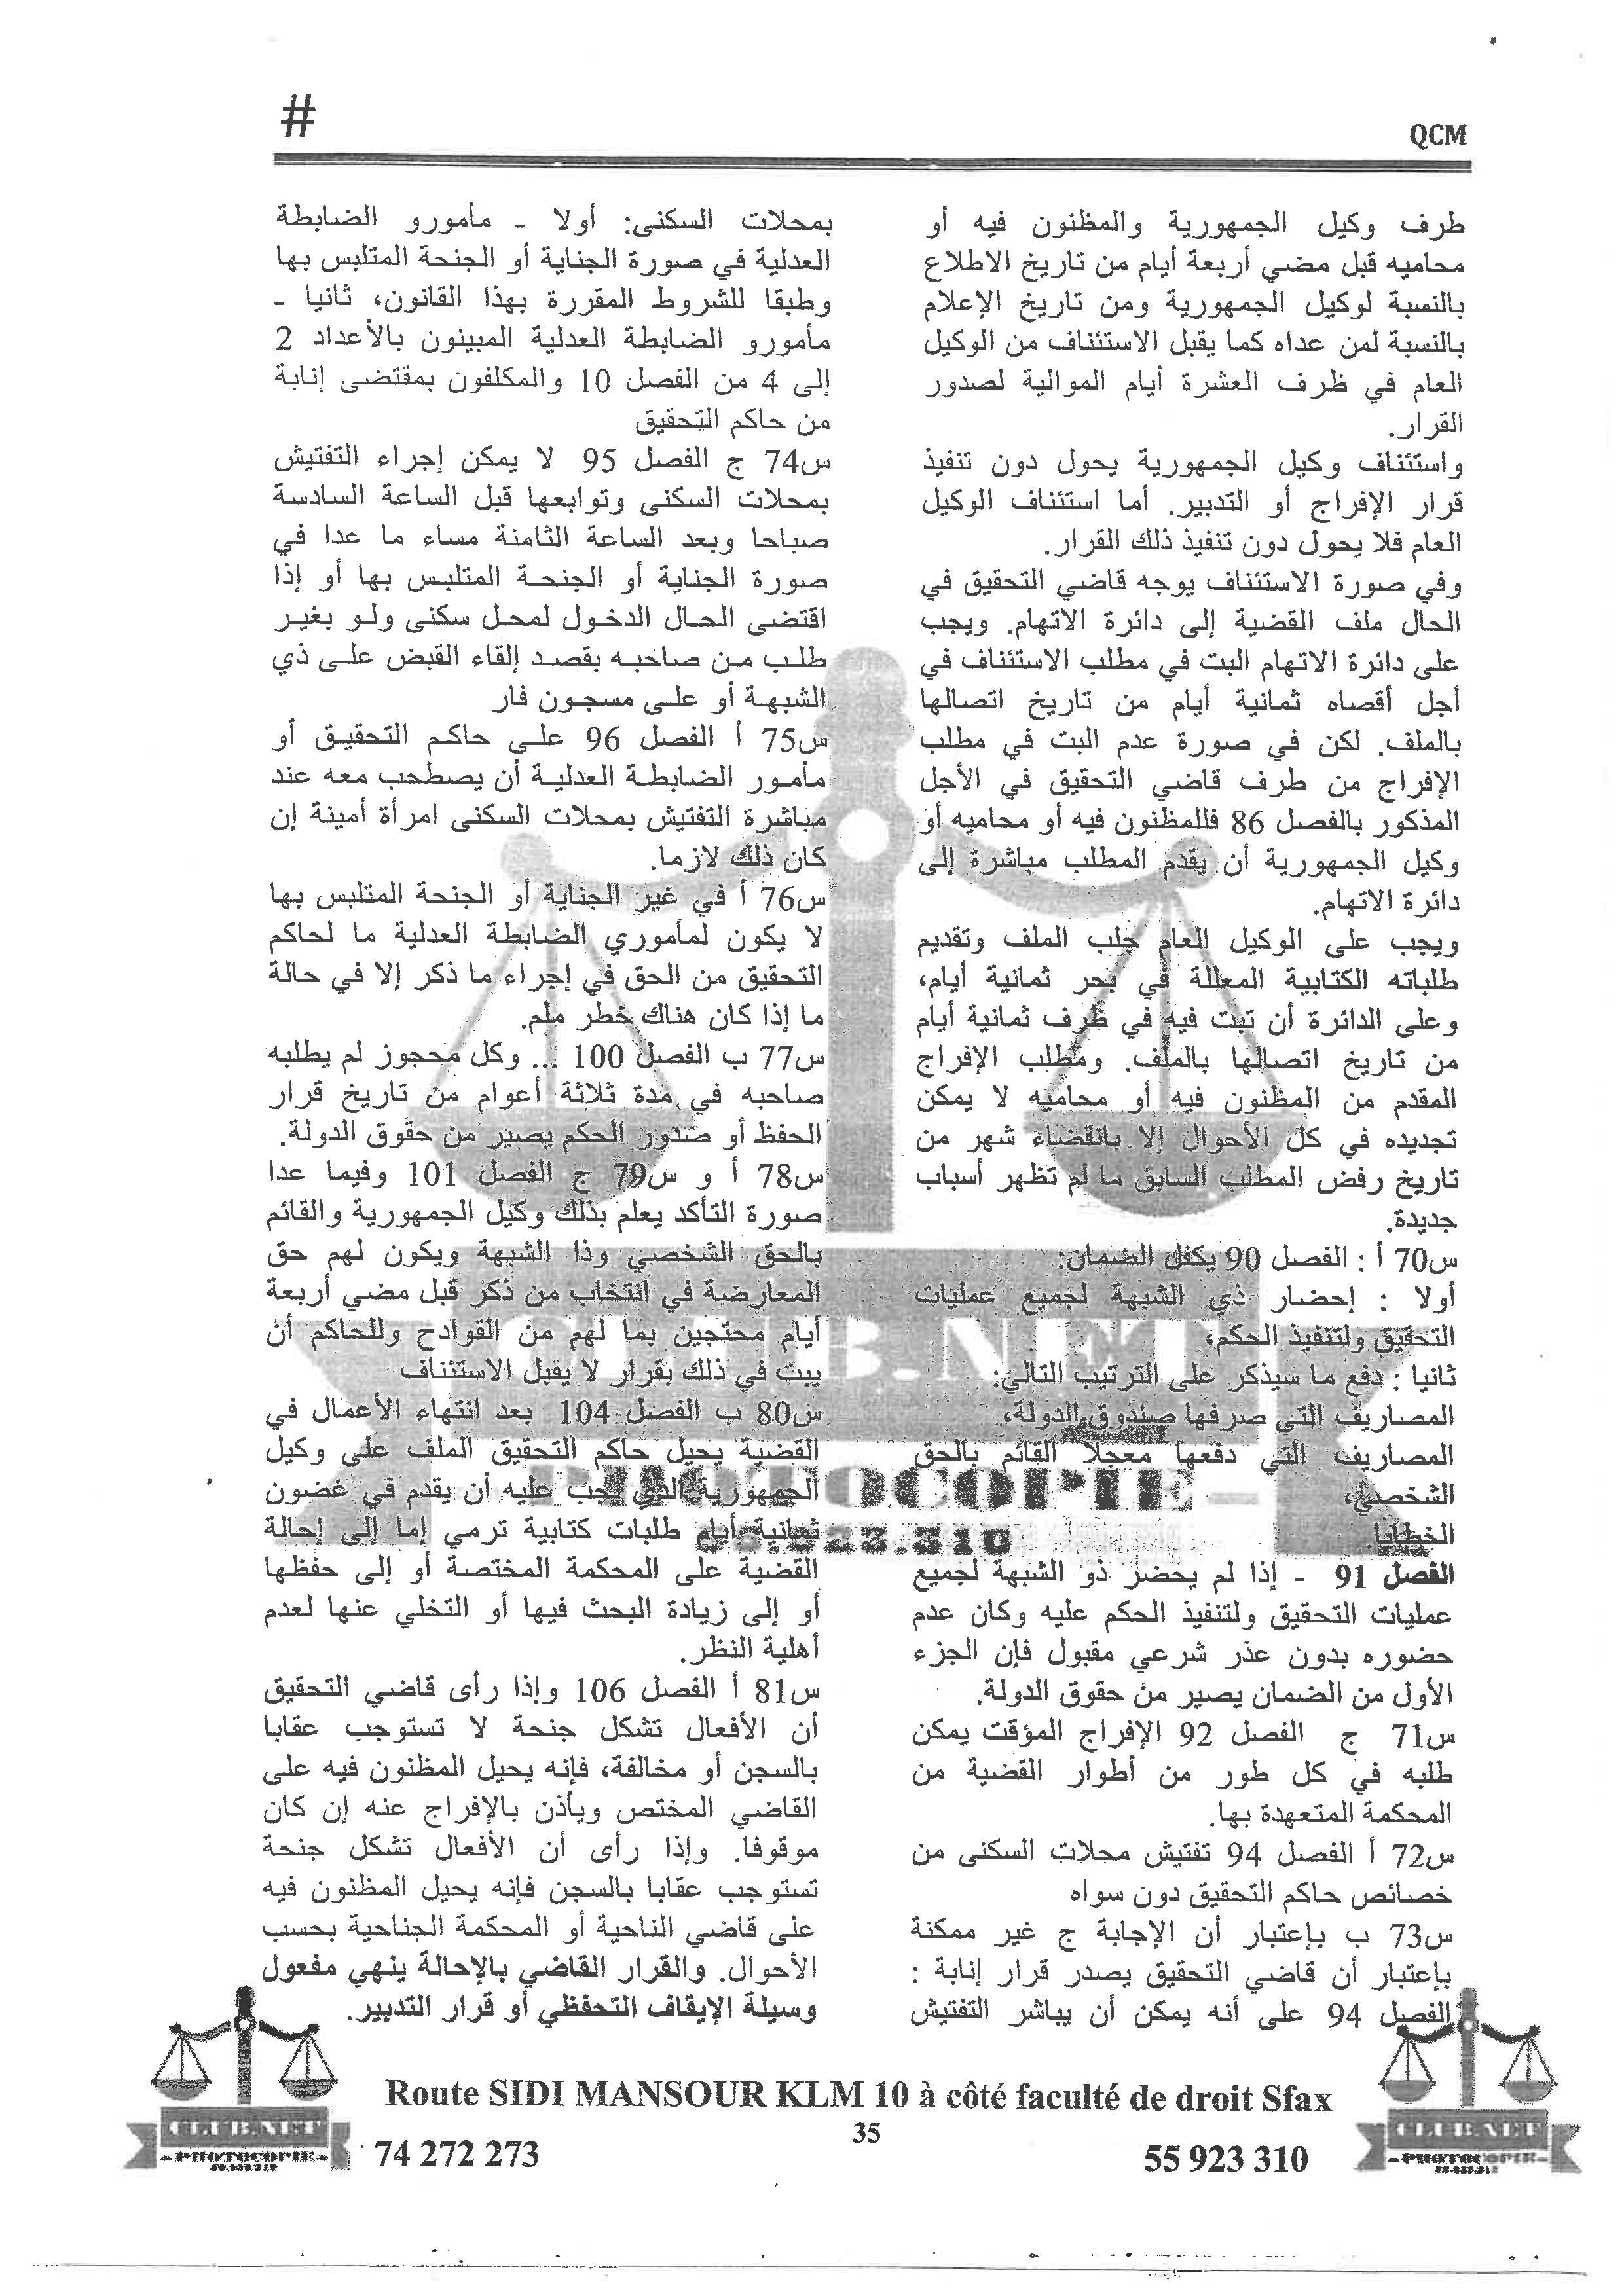 #
QCM
طرف وكيل الجمهورية والمظنون فيه أو
محاميه قبل مضي أربعة أيام من تاريخ الاطلاع
بالنسبة لوكيل الجمهورية ومن تاريخ الإعلام
بالنسبة لمن عداه كما يقبل الاستئناف من الوكيل
العام في ظرف العشرة أيام الموالية لصدور
القرار.
واستئناف وكيل الجمهورية يحول دون تنفيذ
قرار الإفراج أو التدبير. أما استئناف الوكيل
العام فلا يحول دون تنفيذ ذلك القرار.
وفي صورة الاستئناف يوجه قاضي التحقيق في
الحال ملف القضية إلى دائرة الاتهام. ويجب
على دائرة الاتهام البت في مطلب الاستئناف في
أجل أقصاه ثمانية أيام من تاريخ اتصالها
بالملف. لكن في صورة عدم البت في مطلب
الإفراج من طرف قاضي التحقيق في الأجل
المذكور بالفصل 86 فللمظنون فيه أو محاميه أو
وكيل الجمهورية أن يقدم المطلب مباشرة إلى
دائرة الاتهام.
ويجب على الوكيل العام جلب الملف وتقديم
طلباته الكتابية المعللة في بحر ثمانية أيام،
وعلى الدائرة أن تبت فيه في ظرف ثمانية أيام
من تاريخ اتصالها بالملف. ومطلب الإفراج
المقدم من المظنون فيه أو محاميه لا يمكن
تجديده في كل الأحوال إلا بانقضاء شهر من
تاريخ رفض المطلب السابق ما لم تظهر أسباب
جديدة.
س70 أ : الفصل 90 يكفل الضمان:
أولا : إحضار ذي الشبهة لجميع عمليات
التحقيق ولتنفيذ الحكم،
ثانيا : دفع ما سيذكر على الترتيب التالي:
المصاريف التي صرفها صندوق الدولة،
المصاريف التي دفعها معجلا القائم بالحق
الشخصي،
الخطايا.
الفصل 91 - إذا لم يحضر ذو الشبهة لجميع
عمليات التحقيق ولتنفيذ الحكم عليه وكان عدم
حضوره بدون عذر شرعي مقبول فإن الجزء
الأول من الضمان يصير من حقوق الدولة.
س71 ج الفصل 92 الإفراج المؤقت يمكن
طلبه في كل طور من أطوار القضية من
المحكمة المتعهدة بها.
س72 أ الفصل 94 تفتيش محلات السكنى من
خصائص حاكم التحقيق دون سواه
س73 ب بإعتبار أن الإجابة ج غير ممكنة
بإعتبار أن قاضي التحقيق يصدر قرار إنابة :
الفصل 94 على أنه يمكن أن يباشر التفتيش
بمحلات السكنى: أولا - مأمورو الضابطة
العدلية في صورة الجناية أو الجنحة المتلبس بها
وطبقا للشروط المقررة بهذا القانون، ثانيا -
مأمورو الضابطة العدلية المبينون بالأعداد 2
إلى 4 من الفصل 10 والمكلفون بمقتضى إنابة
من حاكم التحقيق
س74 ج الفصل 95 لا يمكن إجراء التفتيش
بمحلات السكنى وتوابعها قبل الساعة السادسة
صباحا وبعد الساعة الثامنة مساء ما عدا في
صورة الجناية أو الجنحة المتلبس بها أو إذا
اقتضى الحال الدخول لمحل سكنى ولو بغير
طلب من صاحبه بقصد إلقاء القبض على ذي
الشبهة أو على مسجون فار
س75 أ الفصل 96 على حاكم التحقيق أو
مأمور الضابطة العدلية أن يصطحب معه عند
مباشرة التفتيش بمحلات السكنى امرأة أمينة إن
كان ذلك لازما.
س76 أ في غير الجناية أو الجنحة المتلبس بها
لا يكون لمأموري الضابطة العدلية ما لحاكم
التحقيق من الحق في إجراء ما ذكر إلا في حالة
ما إذا كان هناك خطر ملم.
س77 ب الفصل 100 ... وكل محجوز لم يطلبه
صاحبه في مدة ثلاثة أعوام من تاريخ قرار
الحفظ أو صدور الحكم يصير من حقوق الدولة.
س78 أ و س79 ج الفصل 101 وفيما عدا
صورة التأكد يعلم بذلك وكيل الجمهورية والقائم
بالحق الشخصي وذا الشبهة ويكون لهم حق
المعارضة في انتخاب من ذكر قبل مضي أربعة
أيام محتجين بما لهم من القوادح وللحاكم أن
يبت في ذلك بقرار لا يقبل الاستئناف
س80 ب الفصل 104 بعد انتهاء الأعمال في
القضية يحيل حاكم التحقيق الملف على وكيل
الجمهورية الذي يجب عليه أن يقدم في غضون
ثمانية أيام طلبات كتابية ترمي إما إلى إحالة
القضية على المحكمة المختصة أو إلى حفظها
أو إلى زيادة البحث فيها أو التخلي عنها لعدم
أهلية النظر.
س81 أ الفصل 106 وإذا رأى قاضي التحقيق
أن الأفعال تشكل جنحة لا تستوجب عقابا
بالسجن أو مخالفة، فإنه يحيل المظنون فيه على
القاضي المختص ويأذن بالإفراج عنه إن كان
موقوفا. وإذا رأى أن الأفعال تشكل جنحة
تستوجب عقابا بالسجن فإنه يحيل المظنون فيه
على قاضي الناحية أو المحكمة الجناحية بحسب
الأحوال. والقرار القاضي بالإحالة ينهي مفعول
وسيلة الإيقاف التحفظي أو قرار التدبير.
CLUB.NET
PHOTOCOPIE
Route SIDI MANSOUR KLM 10 à côté faculté de droit Sfax
35
74 272 273
55 923 310
CLUB.NET
-PHOTOCOPIE-
CLUB.NET
-PHOTOCOPIE-